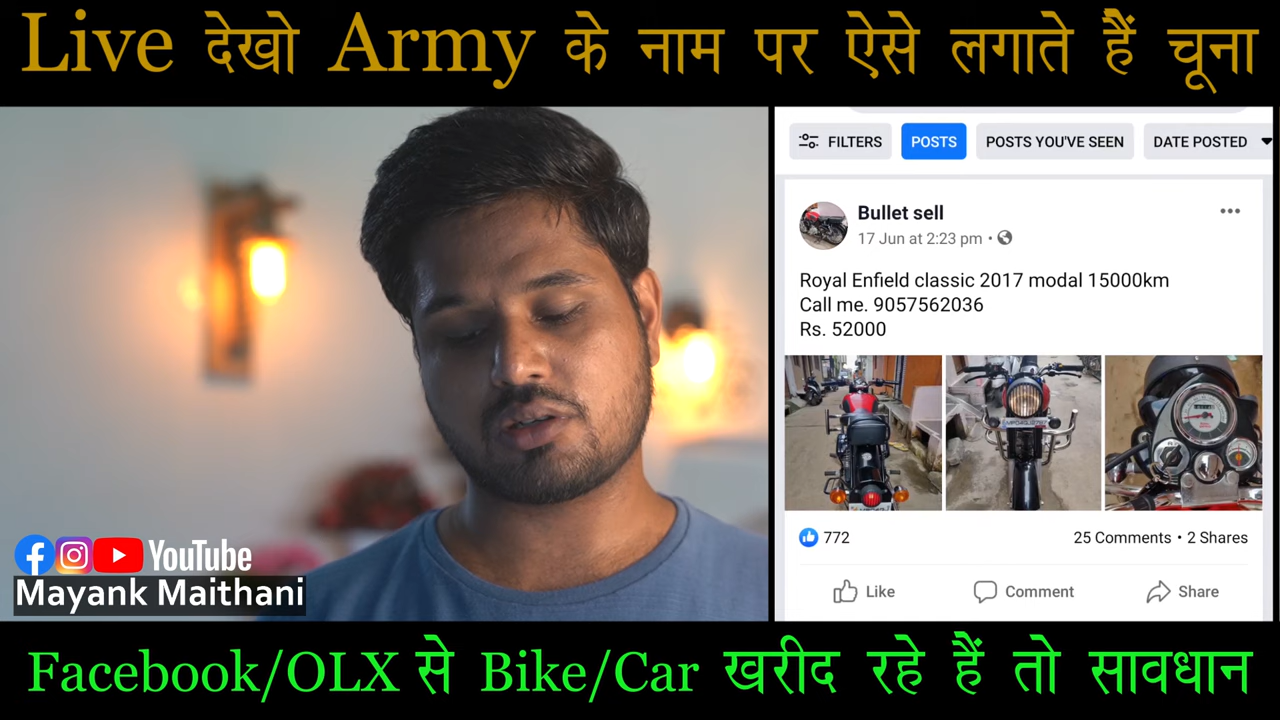 Live देखो Army के नाम पर ऐसे लगाते हैं चूना
FILTERS POSTS POSTS YOU'VE SEEN DATE POSTED
Bullet sell
17 Jun at 2:23 pm
Royal Enfield classic 2017 modal 15000km
Call me. 9057562036
Rs. 52000
772 25 Comments • 2 Shares
Like Comment Share
YouTube
Mayank Maithani
Facebook/OLX से Bike/Car खरीद रहे हैं तो सावधान